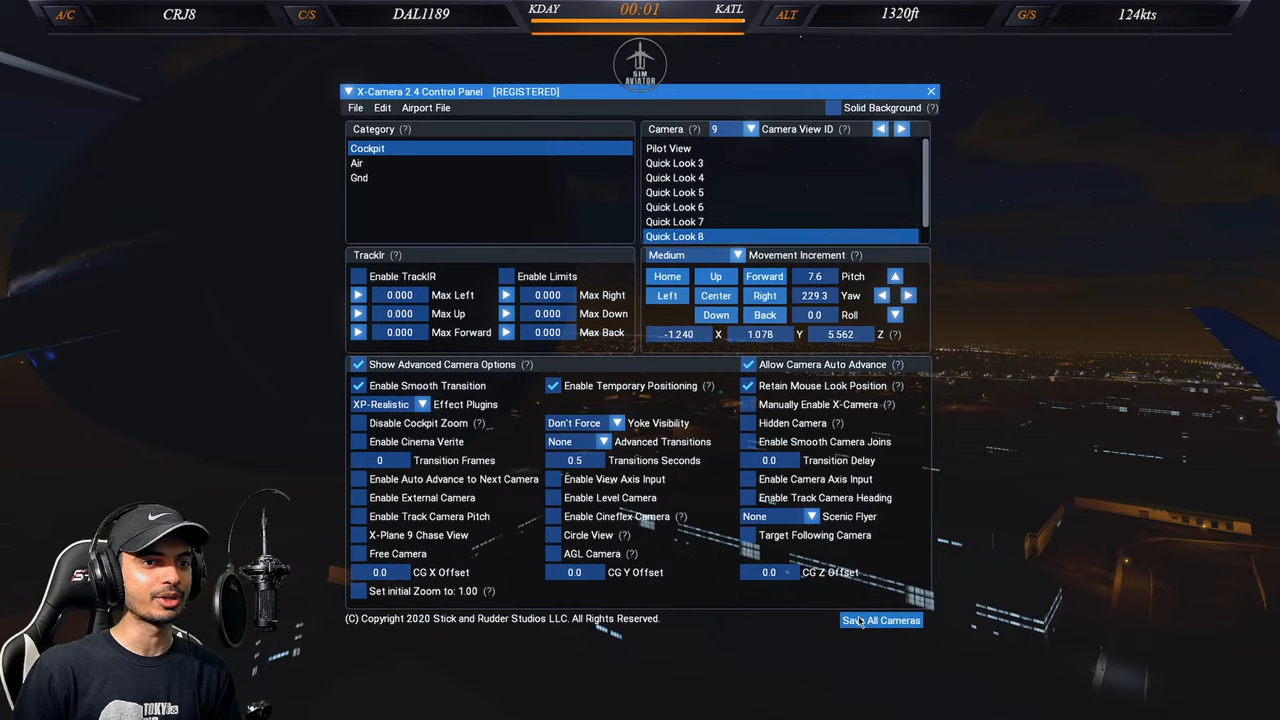 A/C CRJ8 C/S DAL1189 KDAY 00:01 KATL ALT 1320ft G/S 124kts
SIM
AVIATOR
X-Camera 2.4 Control Panel [REGISTERED]
File Edit Airport File Solid Background (?)
Category (?)
Cockpit
Air
Gnd
Camera (?) 9 Camera View ID (?)
Pilot View
Quick Look 3
Quick Look 4
Quick Look 5
Quick Look 6
Quick Look 7
Quick Look 8
TrackIr (?)
Enable TrackIR Enable Limits
0.000 Max Left 0.000 Max Right
0.000 Max Up 0.000 Max Down
0.000 Max Forward 0.000 Max Back
Medium Movement Increment (?)
Home Up Forward 7.6 Pitch
Left Center Right 229.3 Yaw
Down Back 0.0 Roll
-1.240 X 1.078 Y 5.562 Z (?)
Show Advanced Camera Options (?) Allow Camera Auto Advance (?)
Enable Smooth Transition Enable Temporary Positioning (?) Retain Mouse Look Position (?)
XP-Realistic Effect Plugins Manually Enable X-Camera (?)
Disable Cockpit Zoom (?) Don't Force Yoke Visibility Hidden Camera (?)
Enable Cinema Verite None Advanced Transitions Enable Smooth Camera Joins
0 Transition Frames 0.5 Transitions Seconds 0.0 Transition Delay
Enable Auto Advance to Next Camera Enable View Axis Input Enable Camera Axis Input
Enable External Camera Enable Level Camera Enable Track Camera Heading
Enable Track Camera Pitch Enable Cineflex Camera (?) None Scenic Flyer
X-Plane 9 Chase View Circle View (?) Target Following Camera
Free Camera AGL Camera (?)
0.0 CG X Offset 0.0 CG Y Offset 0.0 CG Z Offset
Set initial Zoom to: 1.00 (?)
(C) Copyright 2020 Stick and Rudder Studios LLC. All Rights Reserved. Save All Cameras